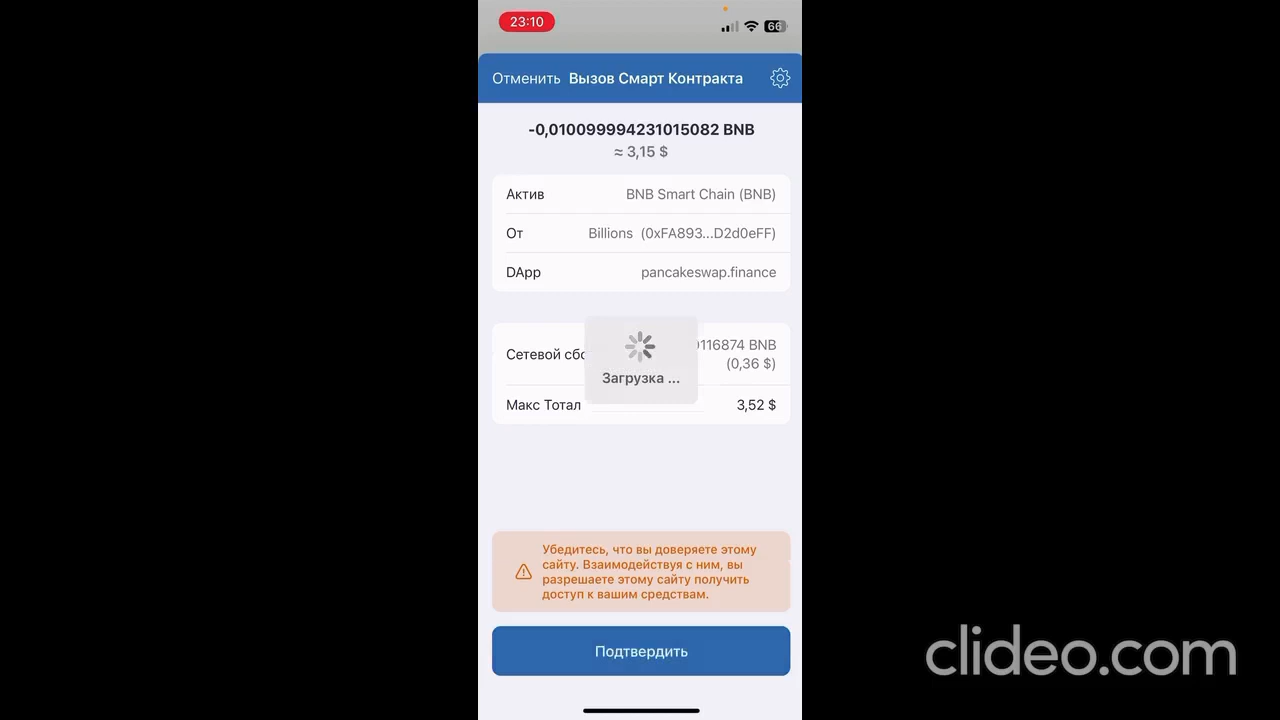 23:10
66
Отменить Вызов Смарт Контракта
-0,010099994231015082 BNB
≈ 3,15 $
Актив BNB Smart Chain (BNB)
От Billions (0xFA893...D2d0eFF)
DApp pancakeswap.finance
Сетевой 116874 BNB
(0,36 $)
Загрузка ...
Макс Тотал 3,52 $
Убедитесь, что вы доверяете этому
сайту. Взаимодействуя с ним, вы
разрешаете этому сайту получить
доступ к вашим средствам.
Подтвердить
clideo.com